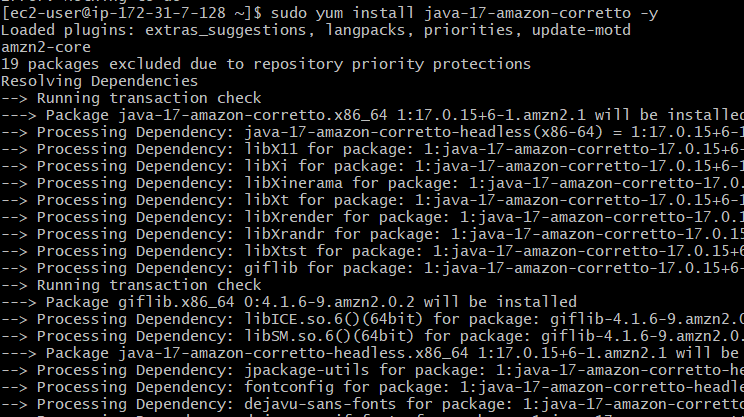 [ec2-user@ip-172-31-7-128 ~]$ sudo yum install java-17-amazon-corretto -y
Loaded plugins: extras_suggestions, langpacks, priorities, update-motd
amzn2-core
19 packages excluded due to repository priority protections
Resolving Dependencies
--> Running transaction check
---> Package java-17-amazon-corretto.x86_64 1:17.0.15+6-1.amzn2.1 will be installed
--> Processing Dependency: java-17-amazon-corretto-headless(x86-64) = 1:17.0.15+6-1
--> Processing Dependency: libX11 for package: 1:java-17-amazon-corretto-17.0.15+6-
--> Processing Dependency: libXi for package: 1:java-17-amazon-corretto-17.0.15+6-1
--> Processing Dependency: libXinerama for package: 1:java-17-amazon-corretto-17.0.
--> Processing Dependency: libXt for package: 1:java-17-amazon-corretto-17.0.15+6-1
--> Processing Dependency: libXrender for package: 1:java-17-amazon-corretto-17.0.1
--> Processing Dependency: libXrandr for package: 1:java-17-amazon-corretto-17.0.15
--> Processing Dependency: libXtst for package: 1:java-17-amazon-corretto-17.0.15+6
--> Processing Dependency: giflib for package: 1:java-17-amazon-corretto-17.0.15+6-
--> Running transaction check
---> Package giflib.x86_64 0:4.1.6-9.amzn2.0.2 will be installed
--> Processing Dependency: libICE.so.6()(64bit) for package: giflib-4.1.6-9.amzn2.0
--> Processing Dependency: libSM.so.6()(64bit) for package: giflib-4.1.6-9.amzn2.0.
---> Package java-17-amazon-corretto-headless.x86_64 1:17.0.15+6-1.amzn2.1 will be
--> Processing Dependency: jpackage-utils for package: 1:java-17-amazon-corretto-he
--> Processing Dependency: fontconfig for package: 1:java-17-amazon-corretto-headle
--> Processing Dependency: dejavu-sans-fonts for package: 1:java-17-amazon-corretto